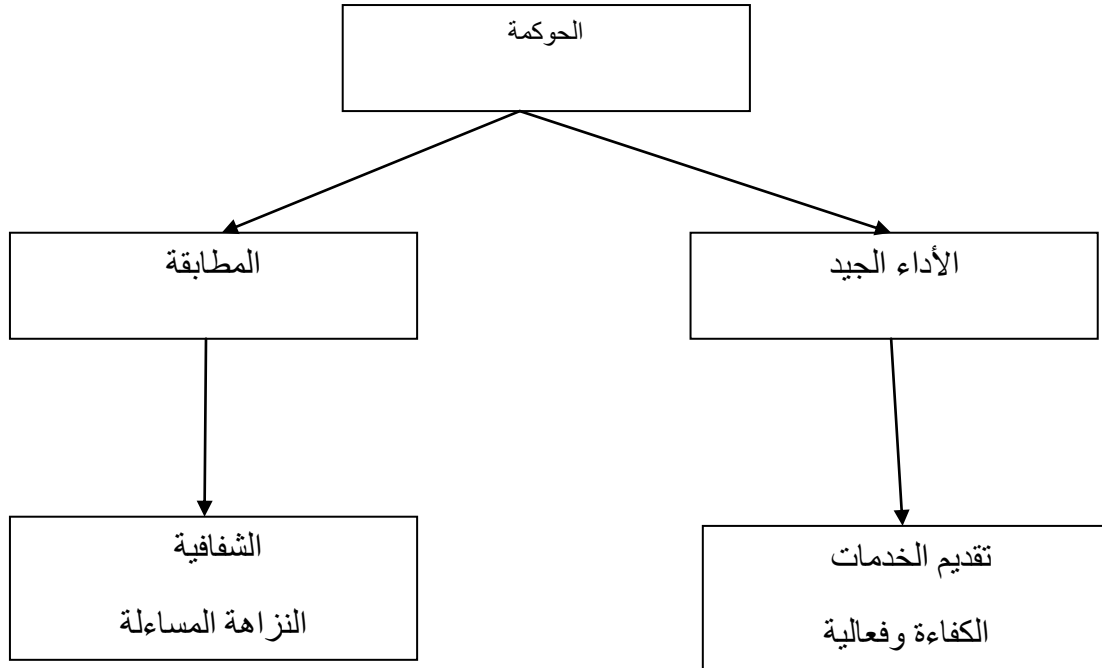 الحوكمة
الأداء الجيد
المطابقة
تقديم الخدمات
الكفاءة وفعالية
الشفافية
النزاهة المساءلة